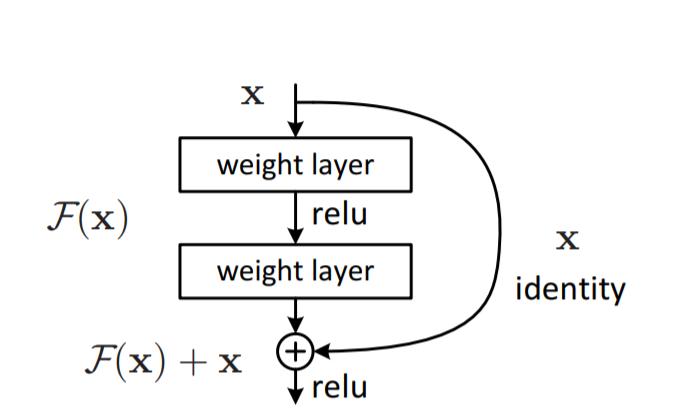 x
weight layer
relu
F(x)
weight layer
x
identity
F(x) + x
+
relu